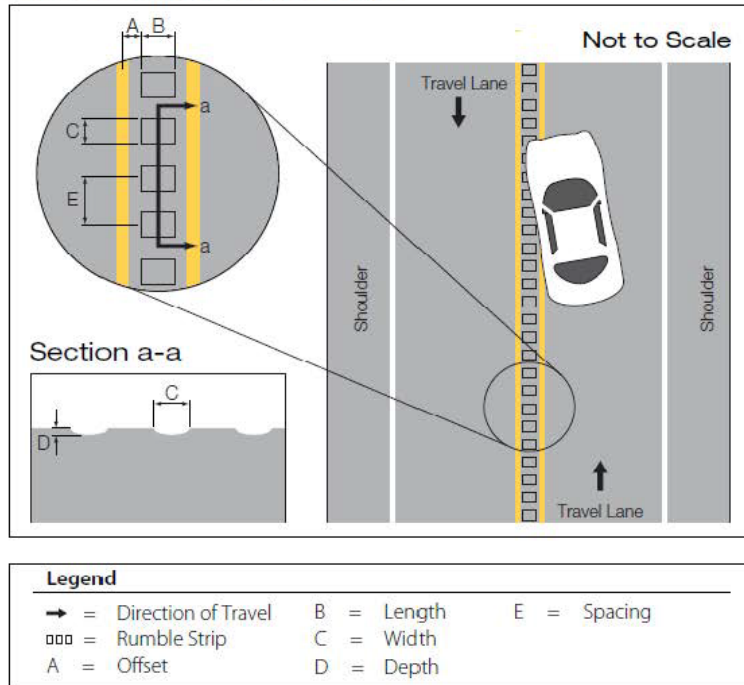 A B
Not to Scale
Travel Lane
a
C
E
a
Shoulder
Shoulder
Section a-a
C
D
Travel Lane
Legend
➞ = Direction of Travel B = Length E = Spacing
▯▯▯ = Rumble Strip C = Width
A = Offset D = Depth